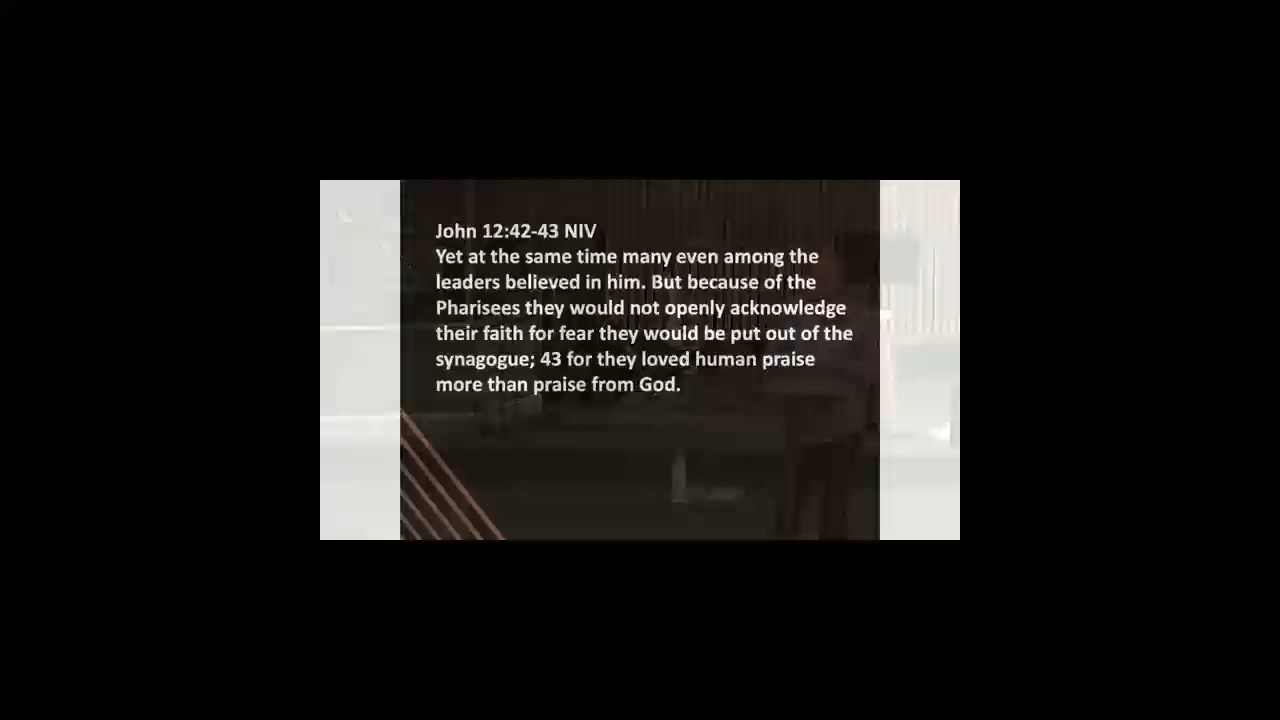 John 12:42-43 NIV
Yet at the same time many even among the
leaders believed in him. But because of the
Pharisees they would not openly acknowledge
their faith for fear they would be put out of the
synagogue; 43 for they loved human praise
more than praise from God.